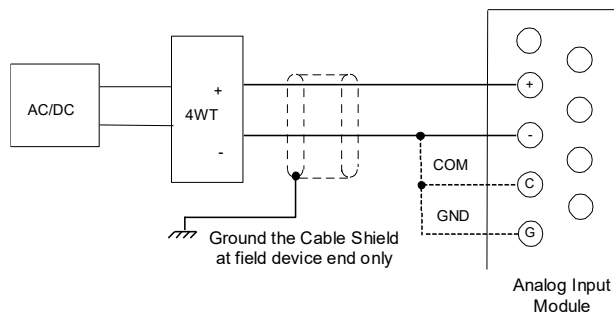 AC/DC
4WT
+
-
+
-
COM
C
GND
G
Ground the Cable Shield
at field device end only
Analog Input
Module